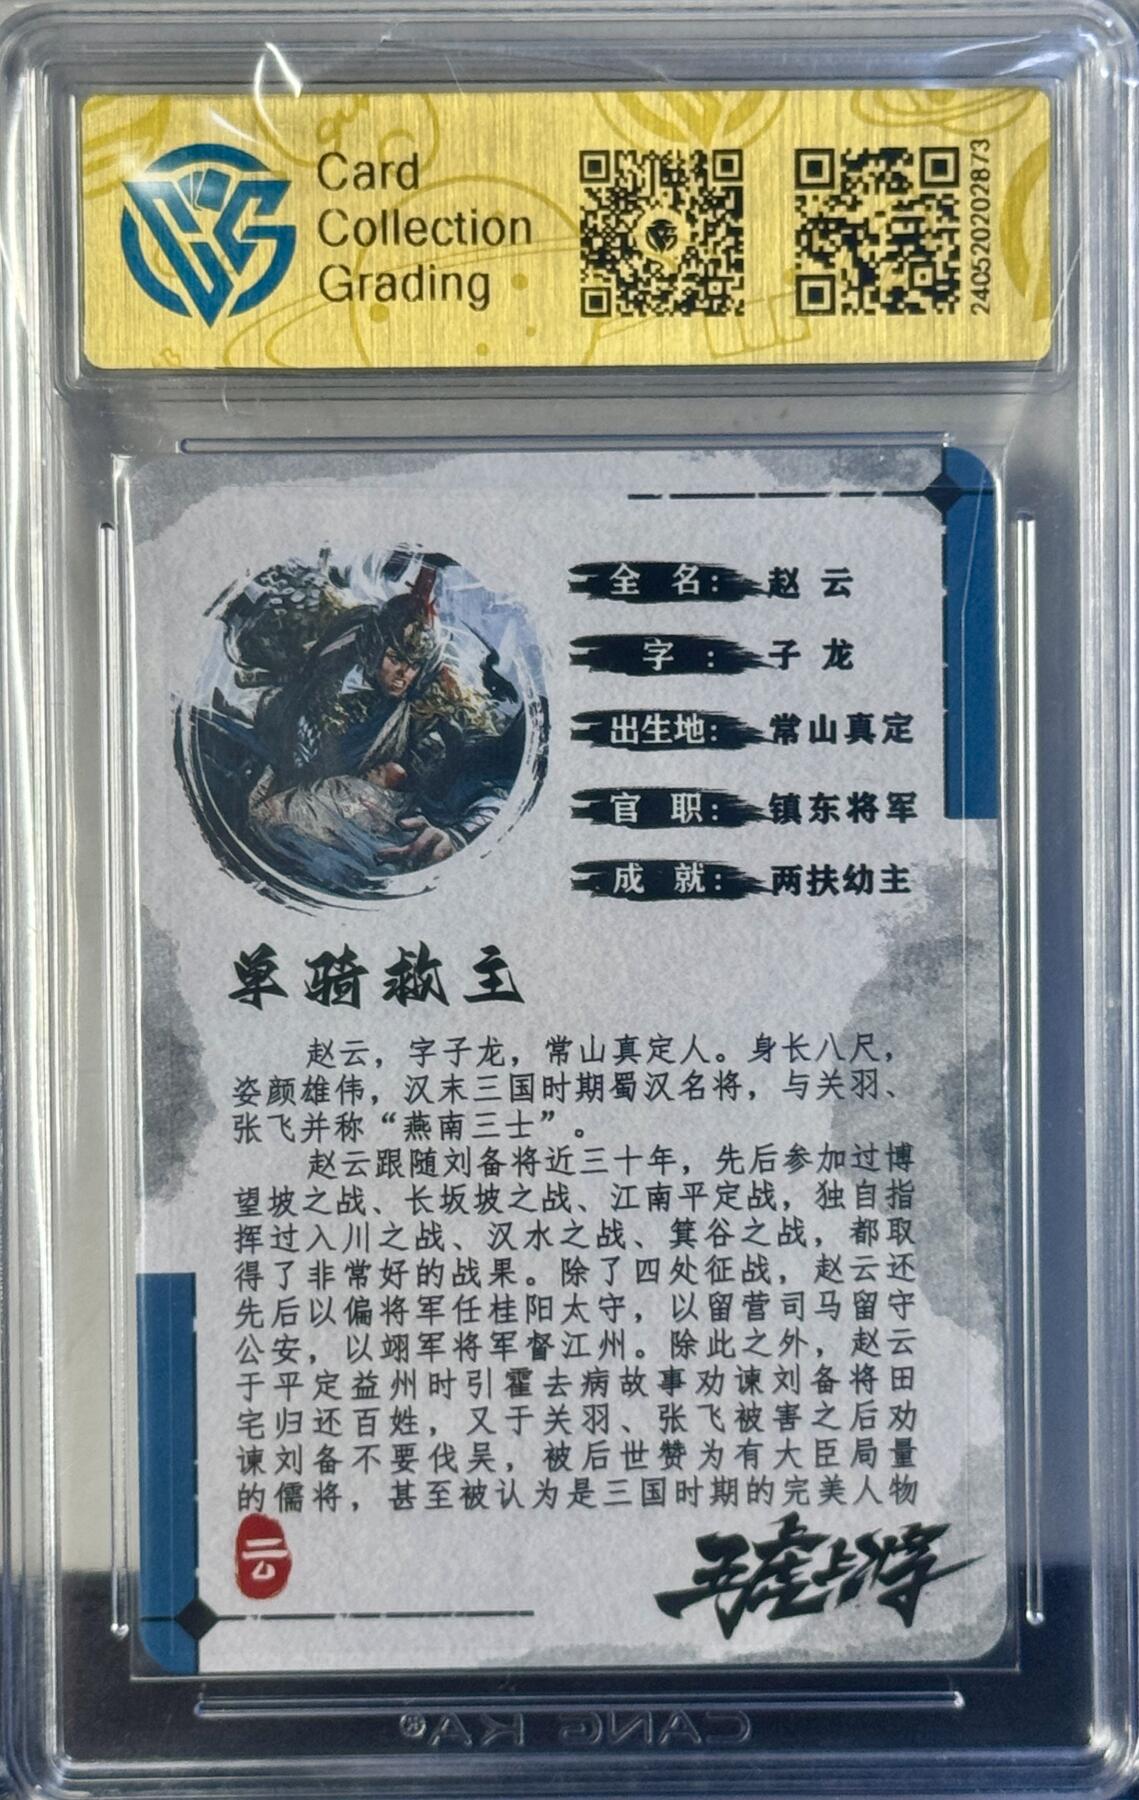 Card
Collection
Grading
2405202028​73
全名：赵云
字：子龙
出生地：常山真定
官职：镇东将军
成就：两扶幼主
单骑救主
赵云，字子龙，常山真定人。身长八尺，
姿颜雄伟，汉末三国时期蜀汉名将，与关羽、
张飞并称“燕南三士”。
赵云跟随刘备将近三十年，先后参加过博
望坡之战、长坂坡之战、江南平定战，独自指
挥过入川之战、汉水之战、箕谷之战，都取
得了非常好的战果。除了四处征战，赵云还
先后以偏将军任桂阳太守，以留营司马留守
公安，以翊军将军督江州。除此之外，赵云
于平定益州时引霍去病故事劝谏刘备将田
宅归还百姓，又于关羽、张飞被害之后劝
谏刘备不要伐吴，被后世赞为有大臣局量
的儒将，甚至被认为是三国时期的完美人物
云
五虎上将
CANG KA®